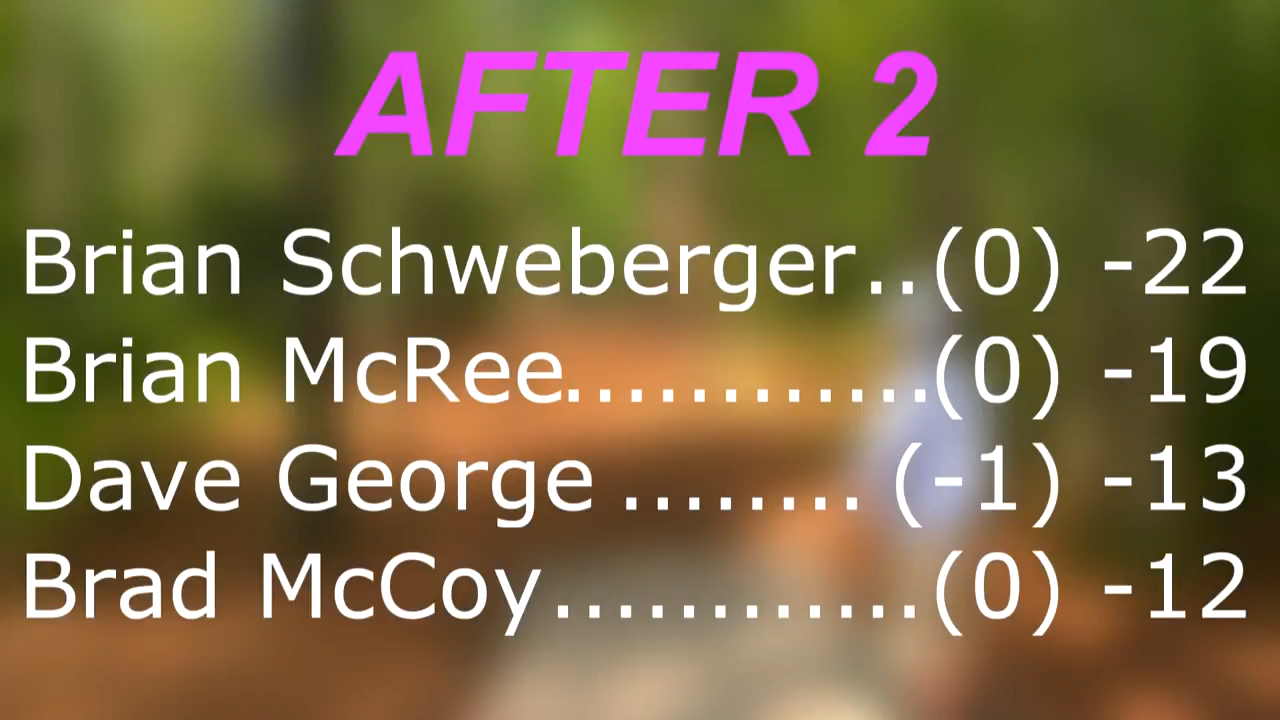 AFTER 2
Brian Schweberger..(0) -22
Brian McRee............(0) -19
Dave George ........ (-1) -13
Brad McCoy............(0) -12